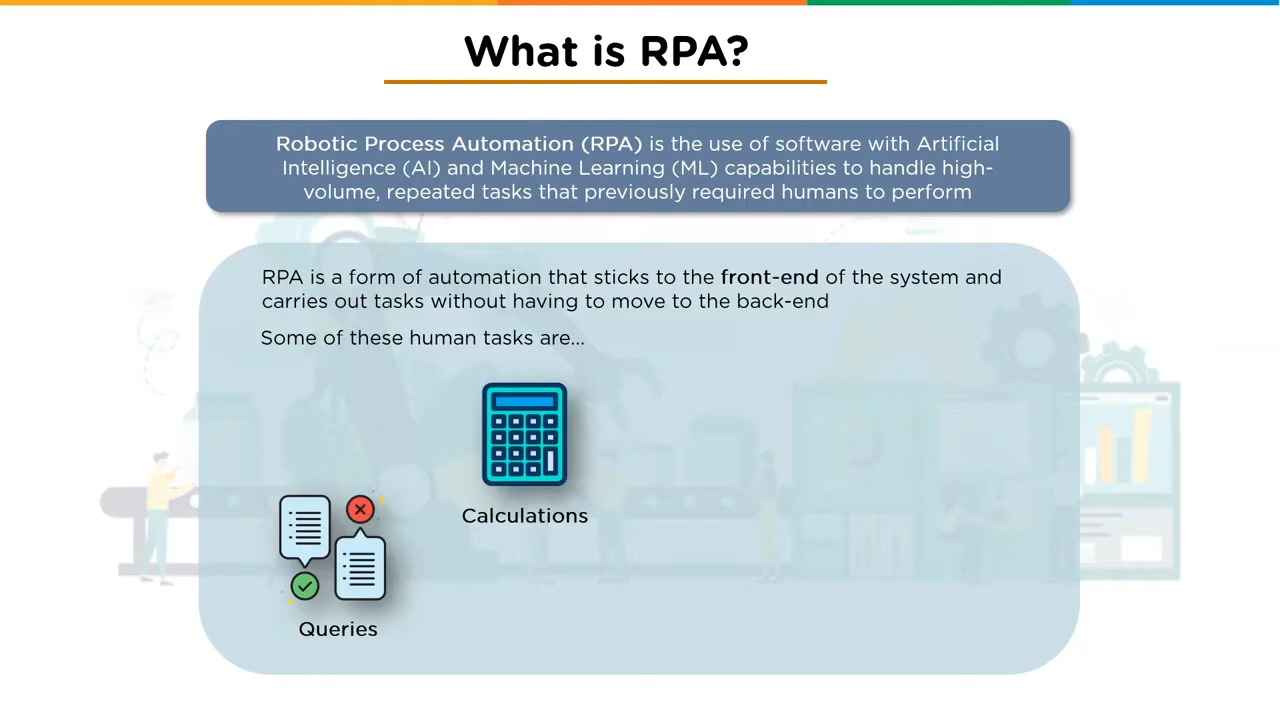 What is RPA?
Robotic Process Automation (RPA) is the use of software with Artificial
Intelligence (AI) and Machine Learning (ML) capabilities to handle high-
volume, repeated tasks that previously required humans to perform
RPA is a form of automation that sticks to the front-end of the system and
carries out tasks without having to move to the back-end
Some of these human tasks are...
Calculations
Queries